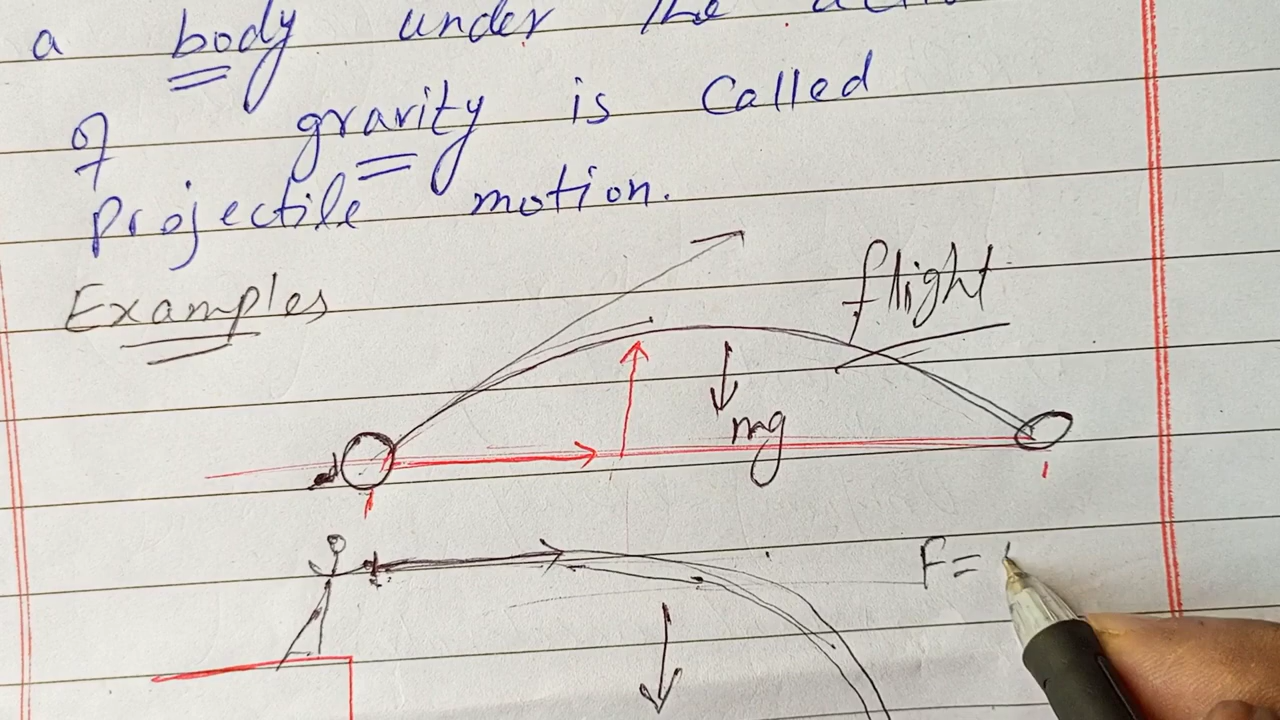 a body under the
of gravity is called
projectile motion.
Examples
flight
mg
F=